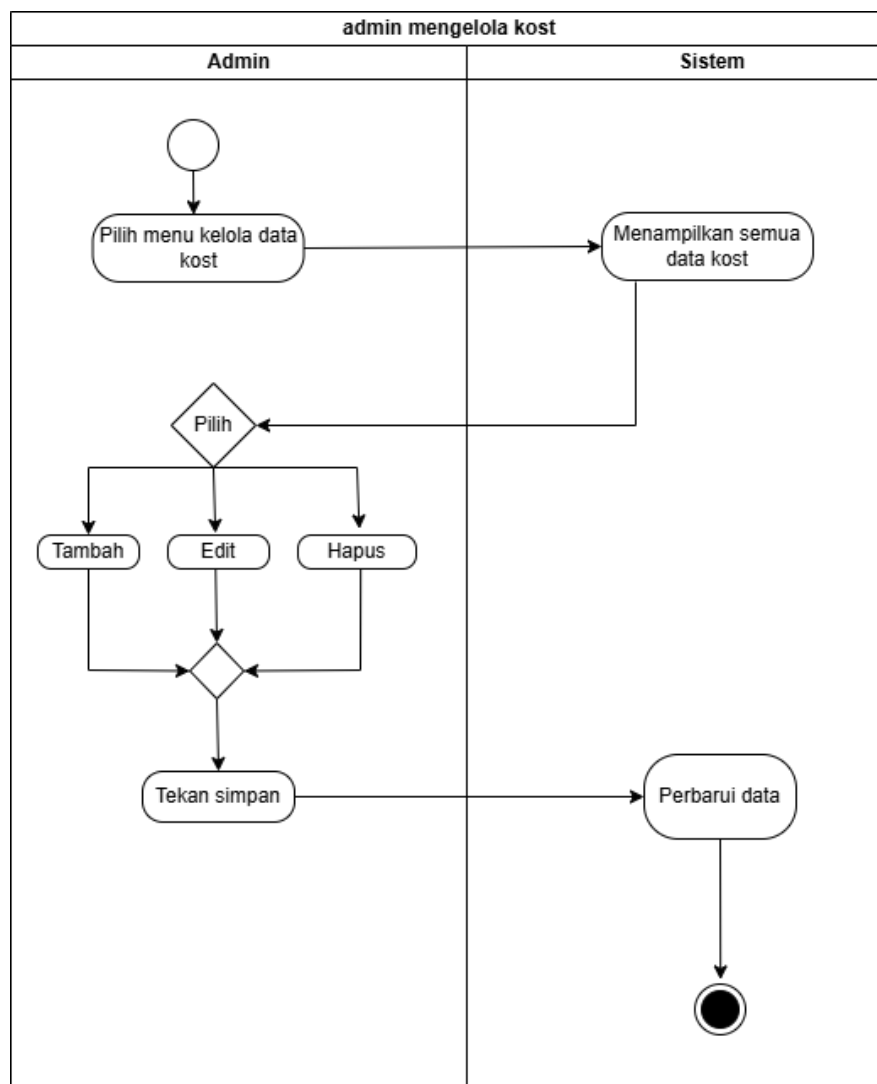 admin mengelola kost
Admin
Sistem
Pilih menu kelola data
kost
Menampilkan semua
data kost
Pilih
Tambah
Edit
Hapus
Tekan simpan
Perbarui data